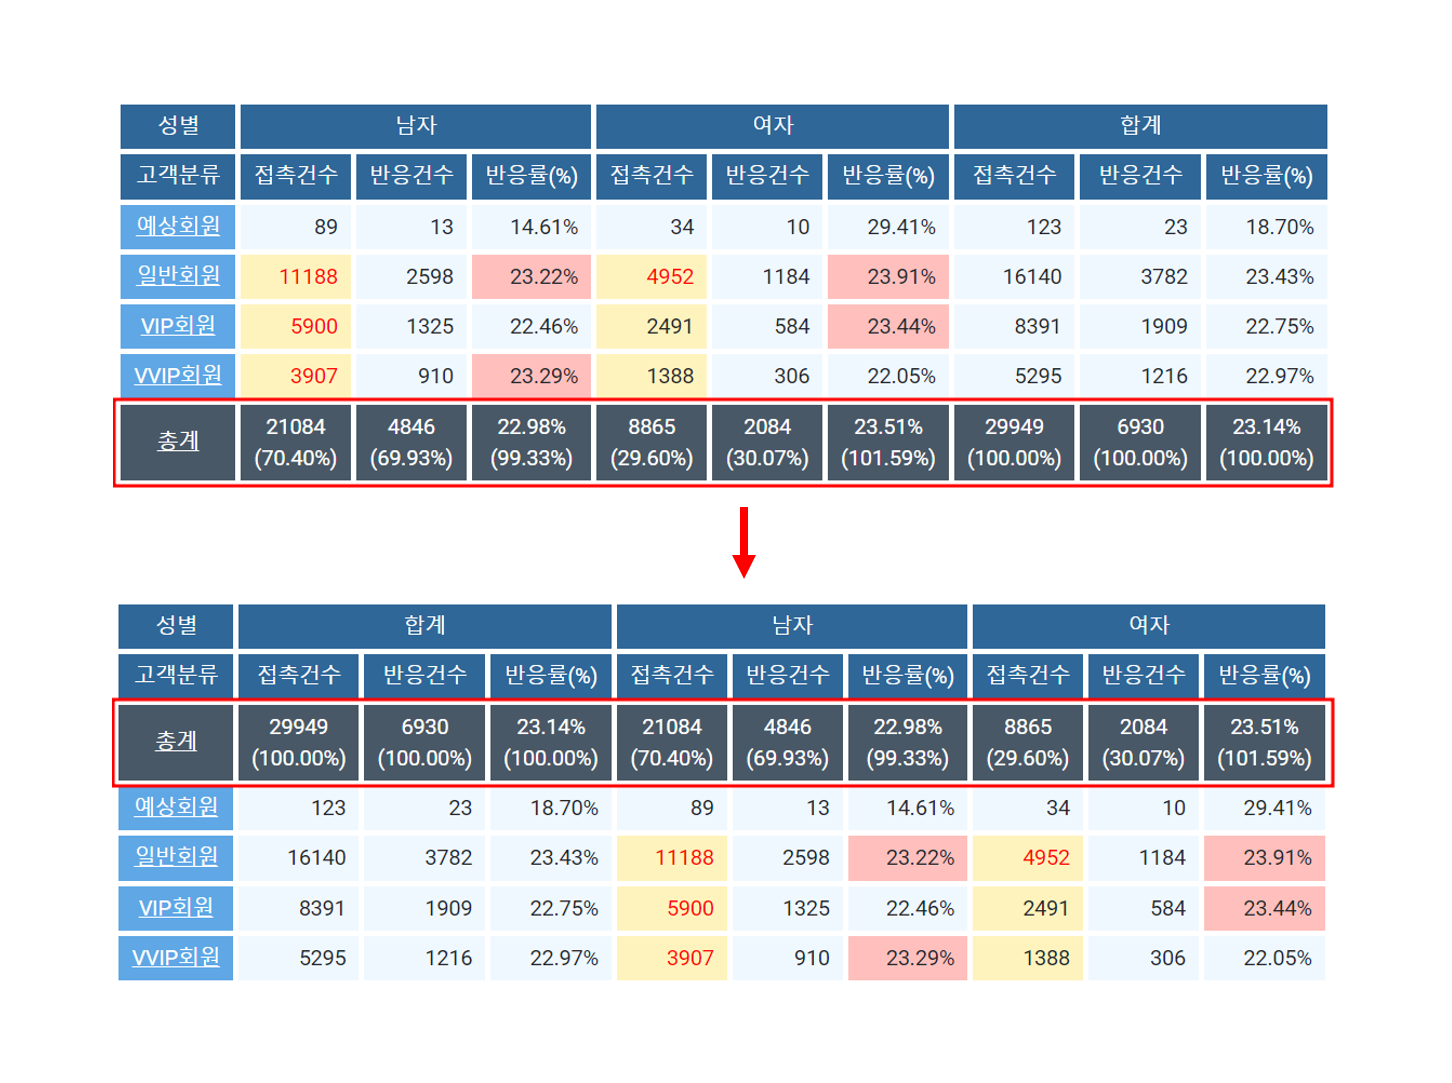 성별 남자 여자 합계
고객분류 접촉건수 반응건수 반응률(%) 접촉건수 반응건수 반응률(%) 접촉건수 반응건수 반응률(%)
예상회원 89 13 14.61% 34 10 29.41% 123 23 18.70%
일반회원 11188 2598 23.22% 4952 1184 23.91% 16140 3782 23.43%
VIP회원 5900 1325 22.46% 2491 584 23.44% 8391 1909 22.75%
VVIP회원 3907 910 23.29% 1388 306 22.05% 5295 1216 22.97%
총계 21084 4846 22.98% 8865 2084 23.51% 29949 6930 23.14%
(70.40%) (69.93%) (99.33%) (29.60%) (30.07%) (101.59%) (100.00%) (100.00%) (100.00%)
성별 합계 남자 여자
고객분류 접촉건수 반응건수 반응률(%) 접촉건수 반응건수 반응률(%) 접촉건수 반응건수 반응률(%)
총계 29949 6930 23.14% 21084 4846 22.98% 8865 2084 23.51%
(100.00%) (100.00%) (100.00%) (70.40%) (69.93%) (99.33%) (29.60%) (30.07%) (101.59%)
예상회원 123 23 18.70% 89 13 14.61% 34 10 29.41%
일반회원 16140 3782 23.43% 11188 2598 23.22% 4952 1184 23.91%
VIP회원 8391 1909 22.75% 5900 1325 22.46% 2491 584 23.44%
VVIP회원 5295 1216 22.97% 3907 910 23.29% 1388 306 22.05%